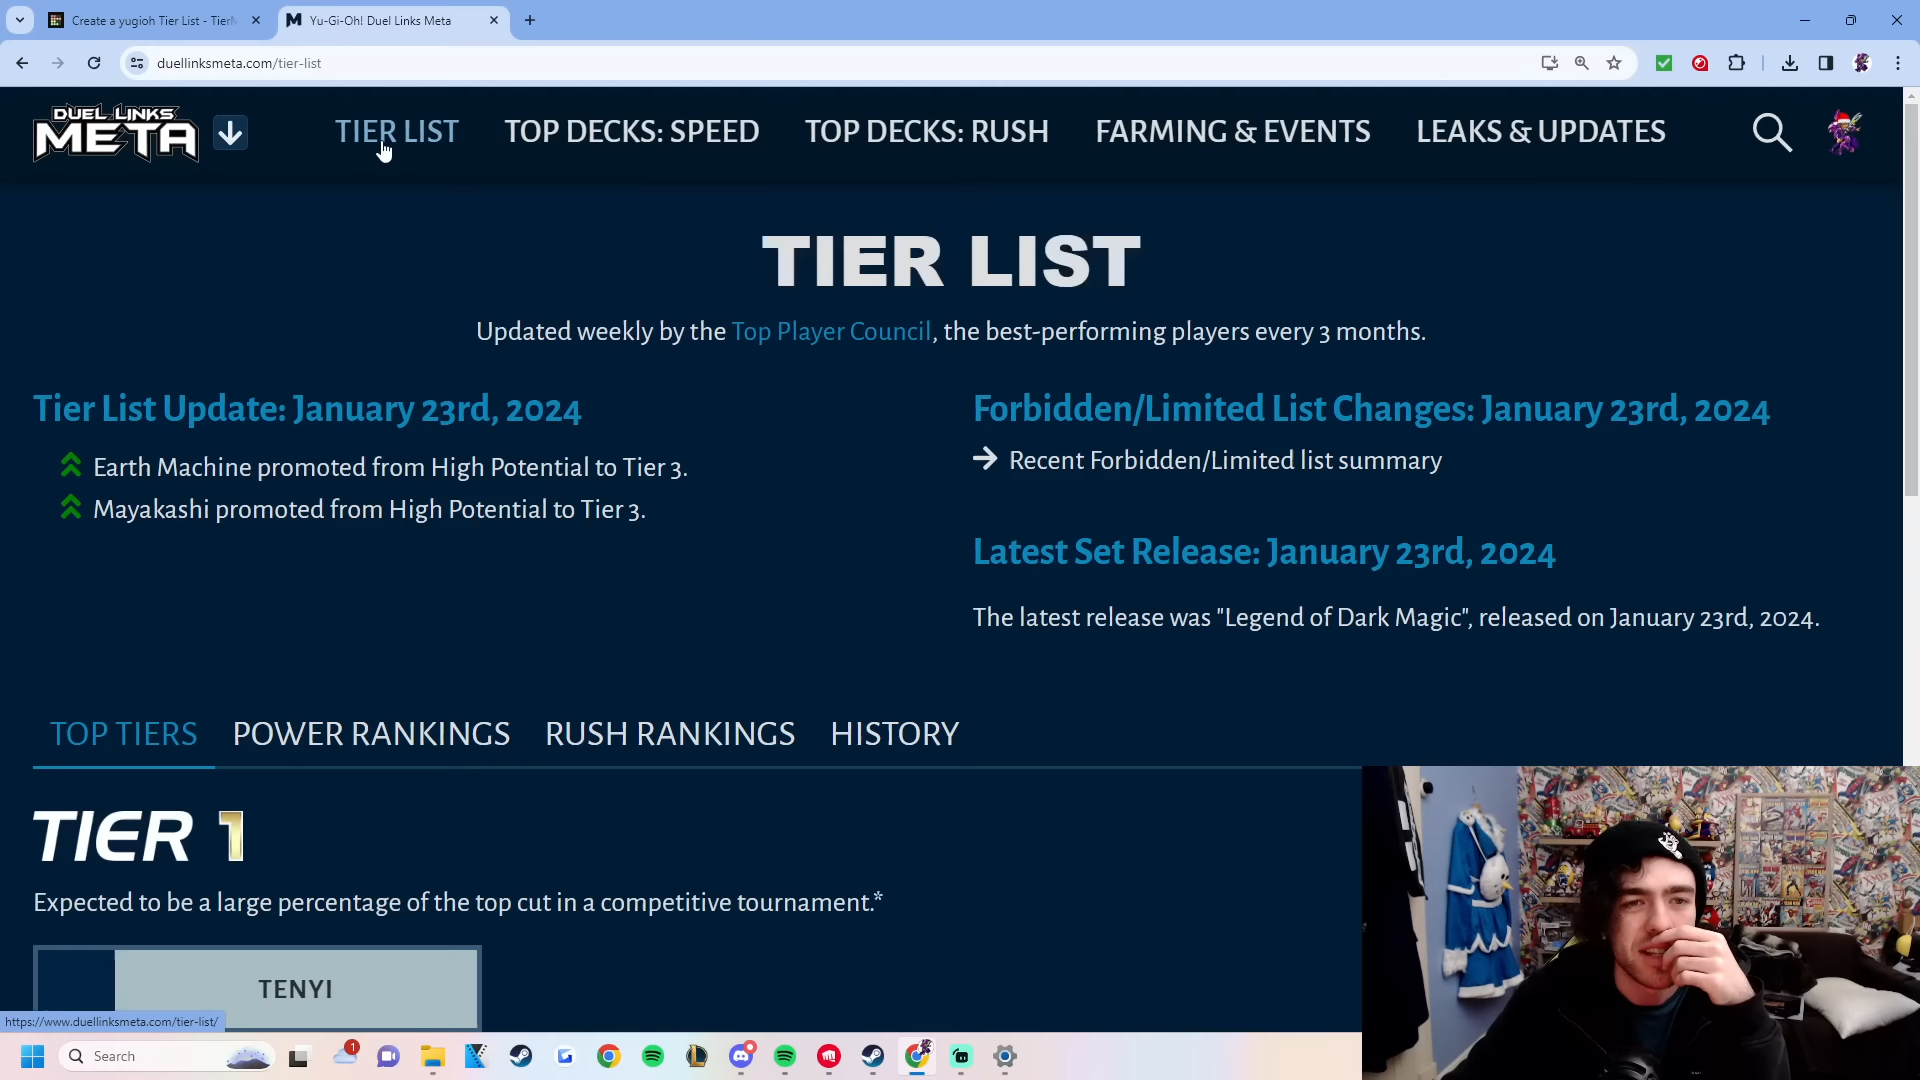 Create a yugioh Tier List - TierM
Yu-Gi-Oh! Duel Links Meta
duellinksmeta.com/tier-list
DUEL LINKS
META
TIER LIST
TOP DECKS: SPEED
TOP DECKS: RUSH
FARMING & EVENTS
LEAKS & UPDATES
TIER LIST
Updated weekly by the Top Player Council, the best-performing players every 3 months.
Tier List Update: January 23rd, 2024
Earth Machine promoted from High Potential to Tier 3.
Mayakashi promoted from High Potential to Tier 3.
Forbidden/Limited List Changes: January 23rd, 2024
Recent Forbidden/Limited list summary
Latest Set Release: January 23rd, 2024
The latest release was "Legend of Dark Magic", released on January 23rd, 2024.
TOP TIERS
POWER RANKINGS
RUSH RANKINGS
HISTORY
TIER 1
Expected to be a large percentage of the top cut in a competitive tournament.*
TENYI
https://www.duellinksmeta.com/tier-list/
Search
1